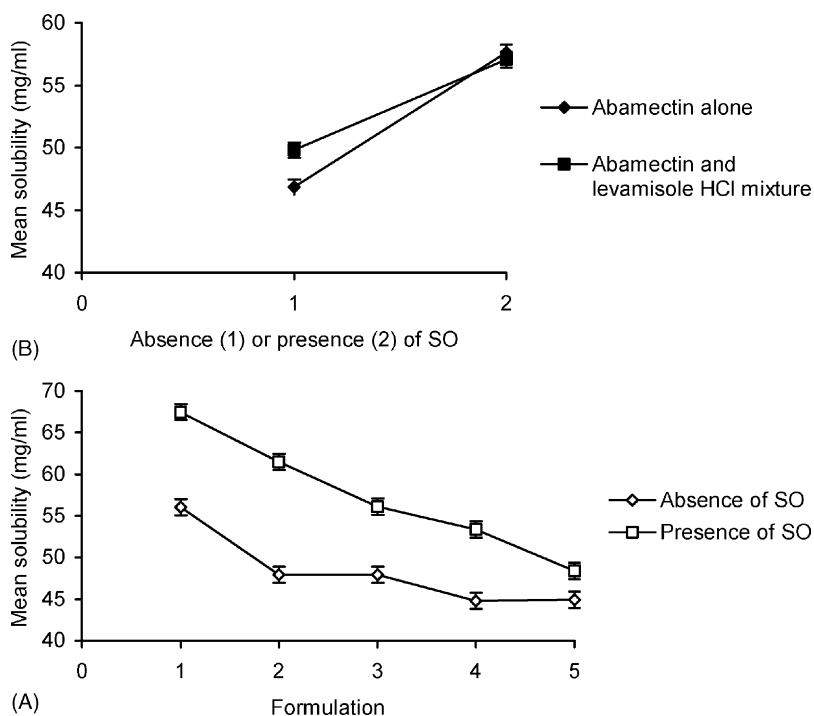 60
55
50
45
40
Mean solubility (mg/ml)
0
1
2
Absence (1) or presence (2) of SO
(B)
Abamectin alone
Abamectin and
levamisole HCl mixture
70
65
60
55
50
45
40
Mean solubility (mg/ml)
0
1
2
3
4
5
Formulation
(A)
Absence of SO
Presence of SO